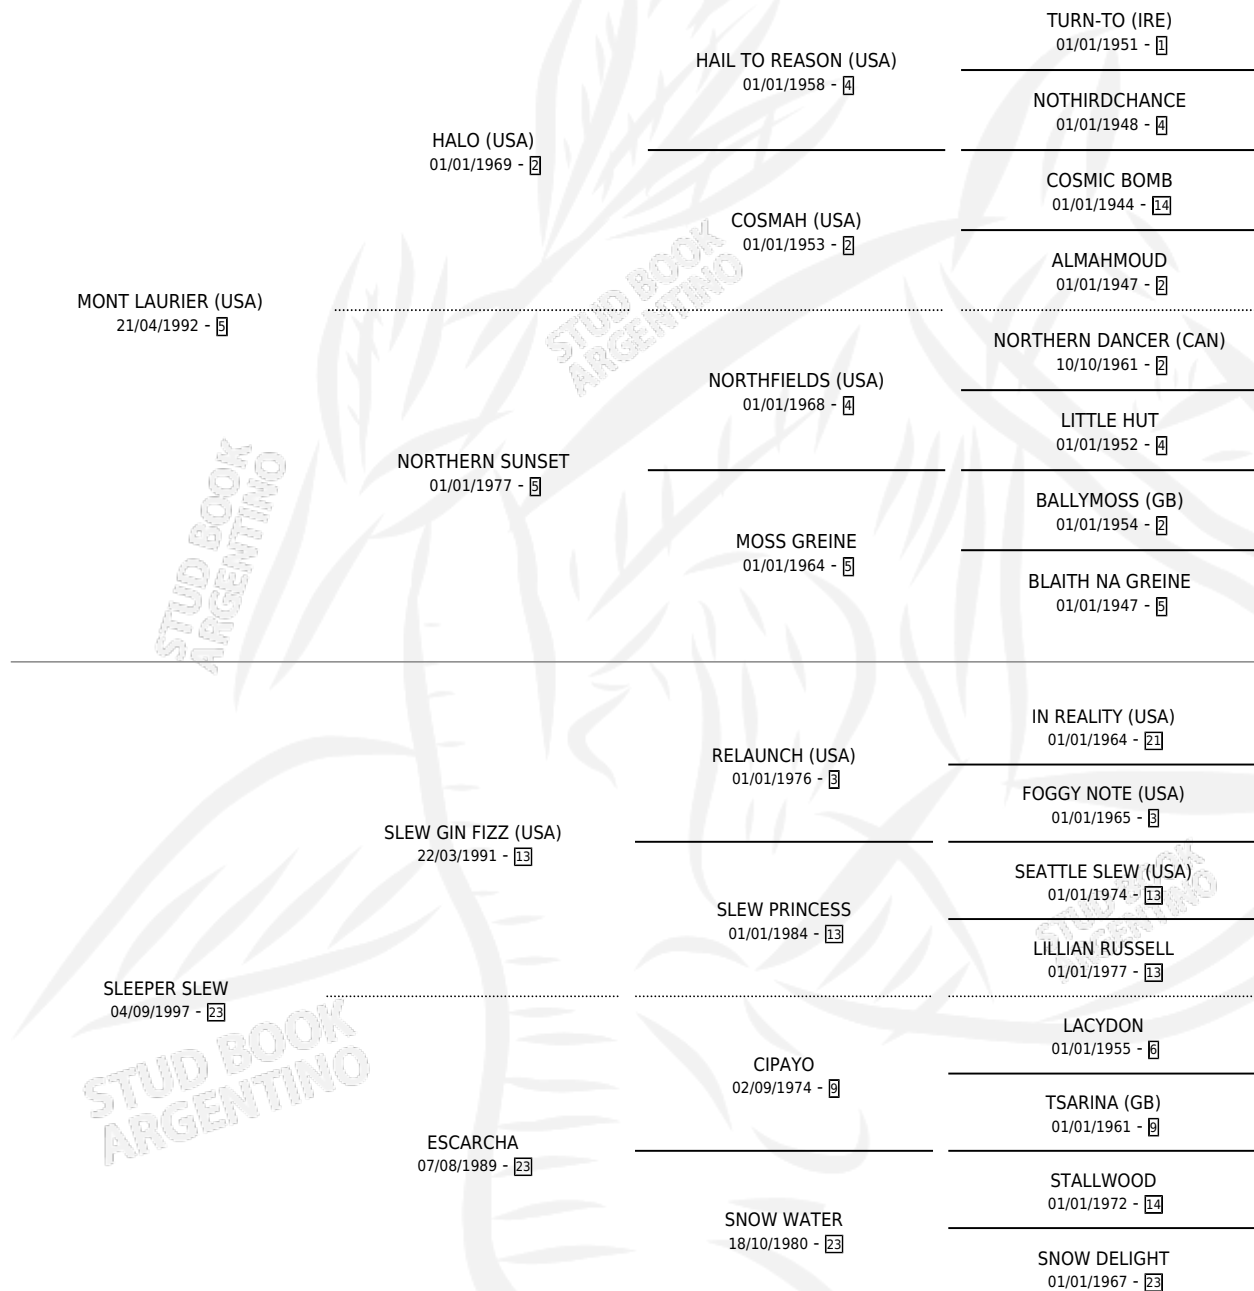 TURN-TO (IRE)
01/01/1951 - 1
HAIL TO REASON (USA)
01/01/1958 - 4
NOTHIRDCHANCE
01/01/1948 - 4
HALO (USA)
01/01/1969 - 2
COSMIC BOMB
01/01/1944 - 14
COSMAH (USA)
01/01/1953 - 2
ALMAHMOUD
01/01/1947 - 2
MONT LAURIER (USA)
21/04/1992 - 5
NORTHERN DANCER (CAN)
10/10/1961 - 2
NORTHFIELDS (USA)
01/01/1968 - 4
LITTLE HUT
01/01/1952 - 4
NORTHERN SUNSET
01/01/1977 - 5
BALLYMOSS (GB)
01/01/1954 - 2
MOSS GREINE
01/01/1964 - 5
BLAITH NA GREINE
01/01/1947 - 5
IN REALITY (USA)
01/01/1964 - 21
RELAUNCH (USA)
01/01/1976 - 3
FOGGY NOTE (USA)
01/01/1965 - 3
SLEW GIN FIZZ (USA)
22/03/1991 - 13
SEATTLE SLEW (USA)
01/01/1974 - 13
SLEW PRINCESS
01/01/1984 - 13
LILLIAN RUSSELL
01/01/1977 - 13
SLEEPER SLEW
04/09/1997 - 23
LACYDON
01/01/1955 - 6
CIPAYO
02/09/1974 - 9
TSARINA (GB)
01/01/1961 - 9
ESCARCHA
07/08/1989 - 23
STALLWOOD
01/01/1972 - 14
SNOW WATER
18/10/1980 - 23
SNOW DELIGHT
01/01/1967 - 23
STUD BOOK
ARGENTINO
STUD BOOK
ARGENTINO
STUD BOOK
ARGENTINO
STUD BOOK
ARGENTINO